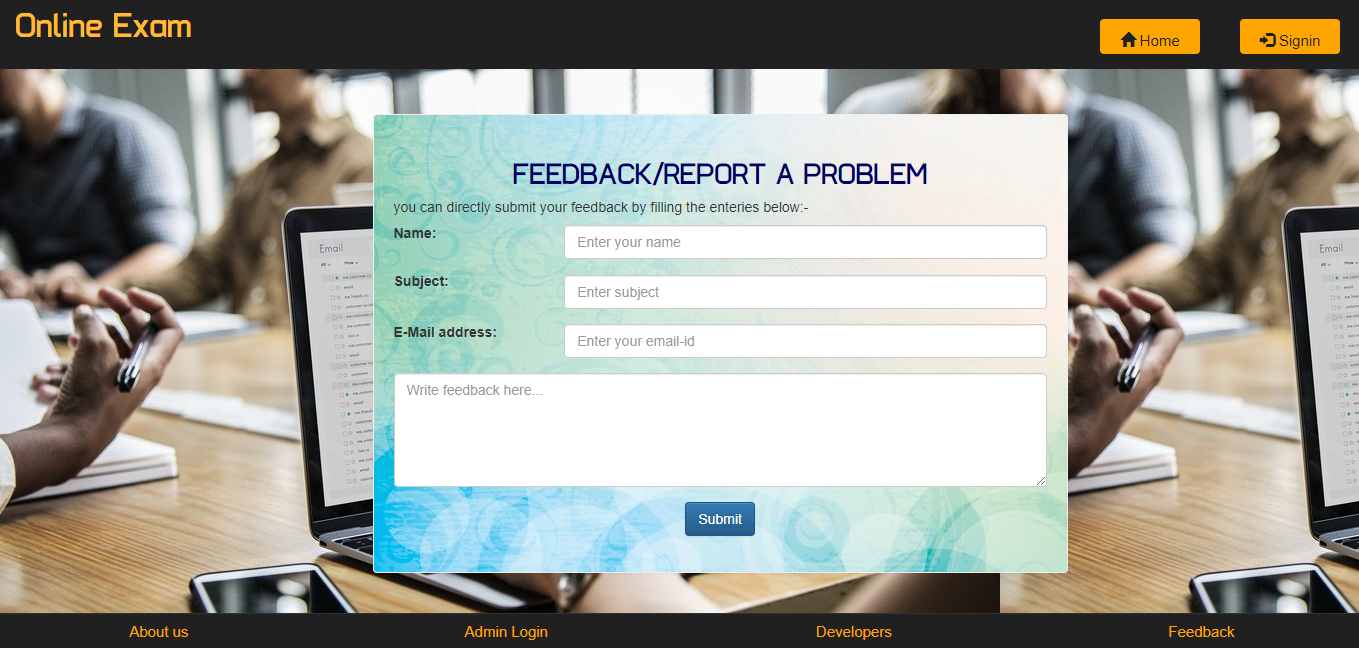 Online Exam
Home
Signin
Email
Email
FEEDBACK/REPORT A PROBLEM
you can directly submit your feedback by filling the enteries below:-
Name:
Enter your name
Subject:
Enter subject
E-Mail address:
Enter your email-id
Write feedback here...
Submit
About us
Admin Login
Developers
Feedback